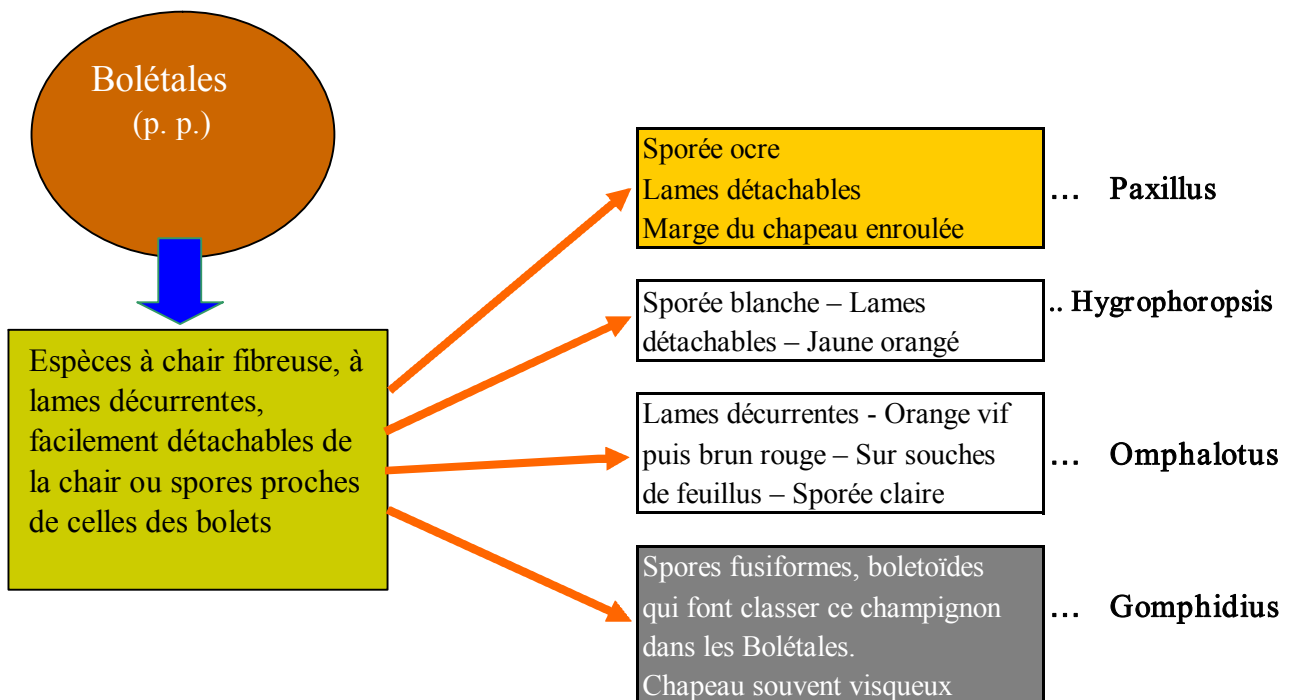 Bolétales
(p. p.)
Espèces à chair fibreuse, à
lames décurrentes,
facilement détachables de
la chair ou spores proches
de celles des bolets
Sporée ocre
Lames détachables
Marge du chapeau enroulée
... Paxillus
Sporée blanche – Lames
détachables – Jaune orangé
.. Hygrophoropsis
Lames décurrentes - Orange vif
puis brun rouge – Sur souches
de feuillus – Sporée claire
... Omphalotus
Spores fusiformes, boletoïdes
qui font classer ce champignon
dans les Bolétales.
Chapeau souvent visqueux
... Gomphidius